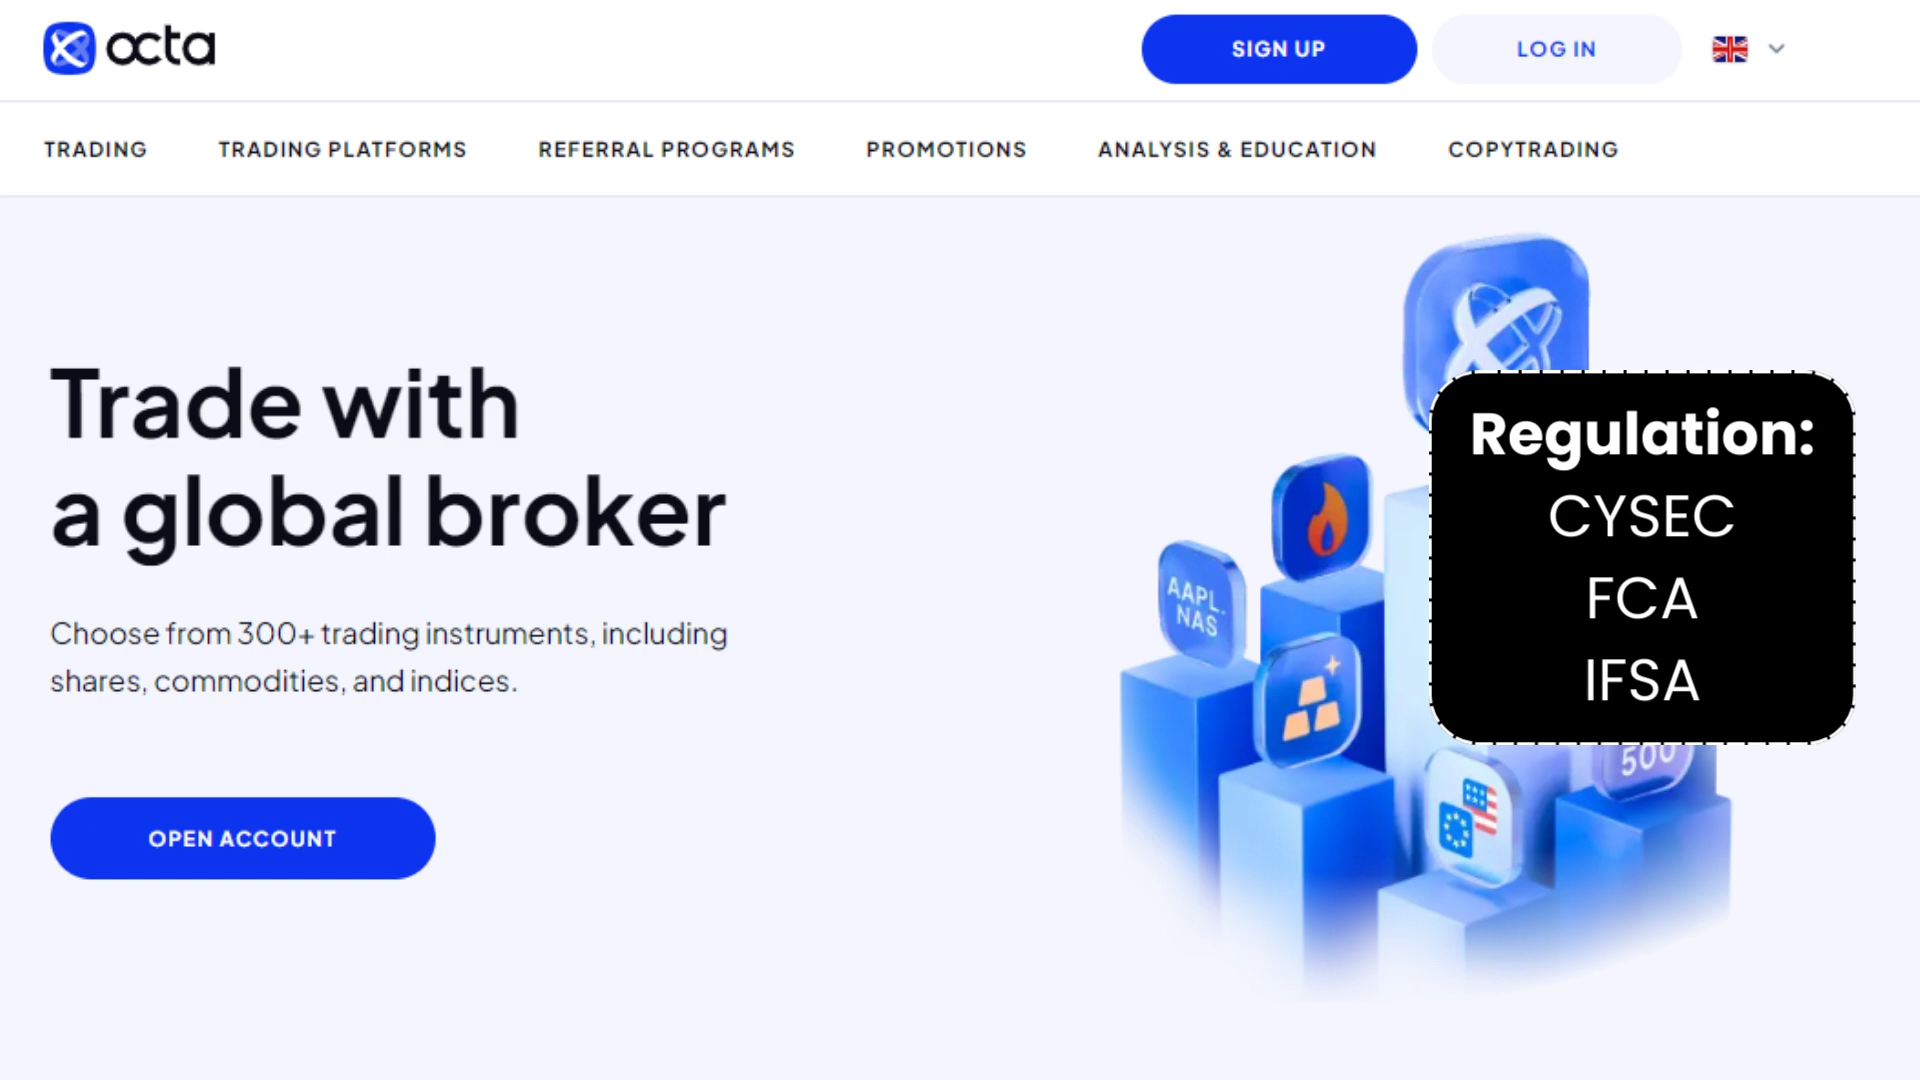 octa
SIGN UP
LOG IN
TRADING
TRADING PLATFORMS
REFERRAL PROGRAMS
PROMOTIONS
ANALYSIS & EDUCATION
COPYTRADING
Trade with
a global broker
Choose from 300+ trading instruments, including
shares, commodities, and indices.
OPEN ACCOUNT
AAPL.
NAS
Regulation:
CYSEC
FCA
IFSA
500